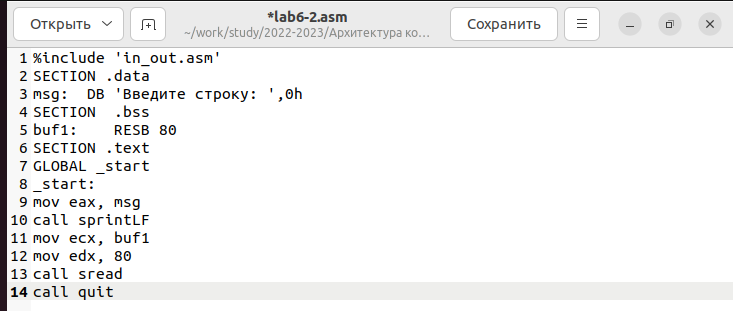 Открыть
*lab6-2.asm
~/work/study/2022-2023/Архитектура ко…
Сохранить
1 %include 'in_out.asm'
2 SECTION .data
3 msg:  DB 'Введите строку: ',0h
4 SECTION  .bss
5 buf1:    RESB 80
6 SECTION .text
7 GLOBAL _start
8 _start:
9 mov eax, msg
10 call sprintLF
11 mov ecx, buf1
12 mov edx, 80
13 call sread
14 call quit